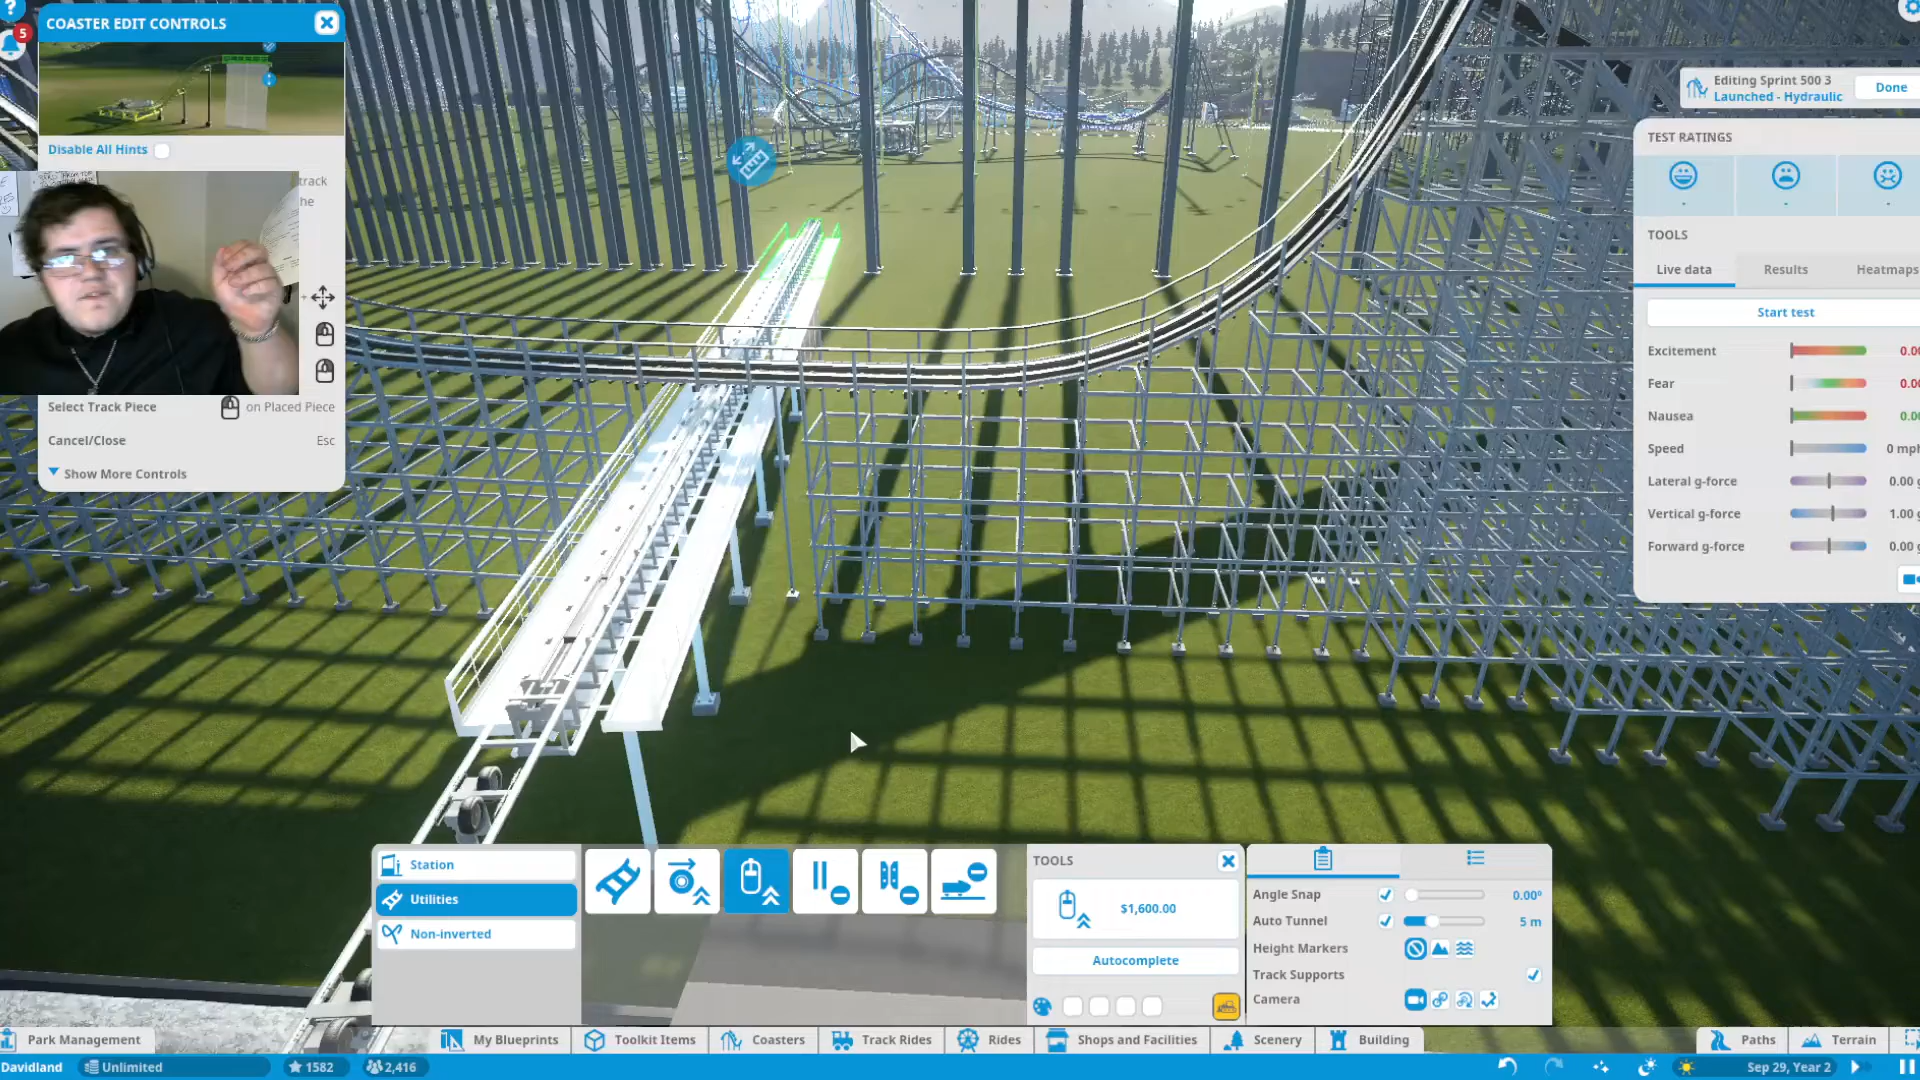 ?
5
COASTER EDIT CONTROLS
Disable All Hints
track
he
Select Track Piece on Placed Piece
Cancel/Close Esc
Show More Controls
Editing Sprint 500 3
Launched - Hydraulic
Done
TEST RATINGS
- - -
TOOLS
Live data Results Heatmaps
Start test
Excitement 0.00
Fear 0.00
Nausea 0.00
Speed 0 mph
Lateral g-force 0.00 g
Vertical g-force 1.00 g
Forward g-force 0.00 g
Station
Utilities
Non-inverted
TOOLS
$1,600.00
Autocomplete
Angle Snap 0.00°
Auto Tunnel 5 m
Height Markers
Track Supports
Camera
Park Management
My Blueprints
Toolkit Items
Coasters
Track Rides
Rides
Shops and Facilities
Scenery
Building
Paths
Terrain
Davidland
Unlimited
1582
2,416
Sep 29, Year 2